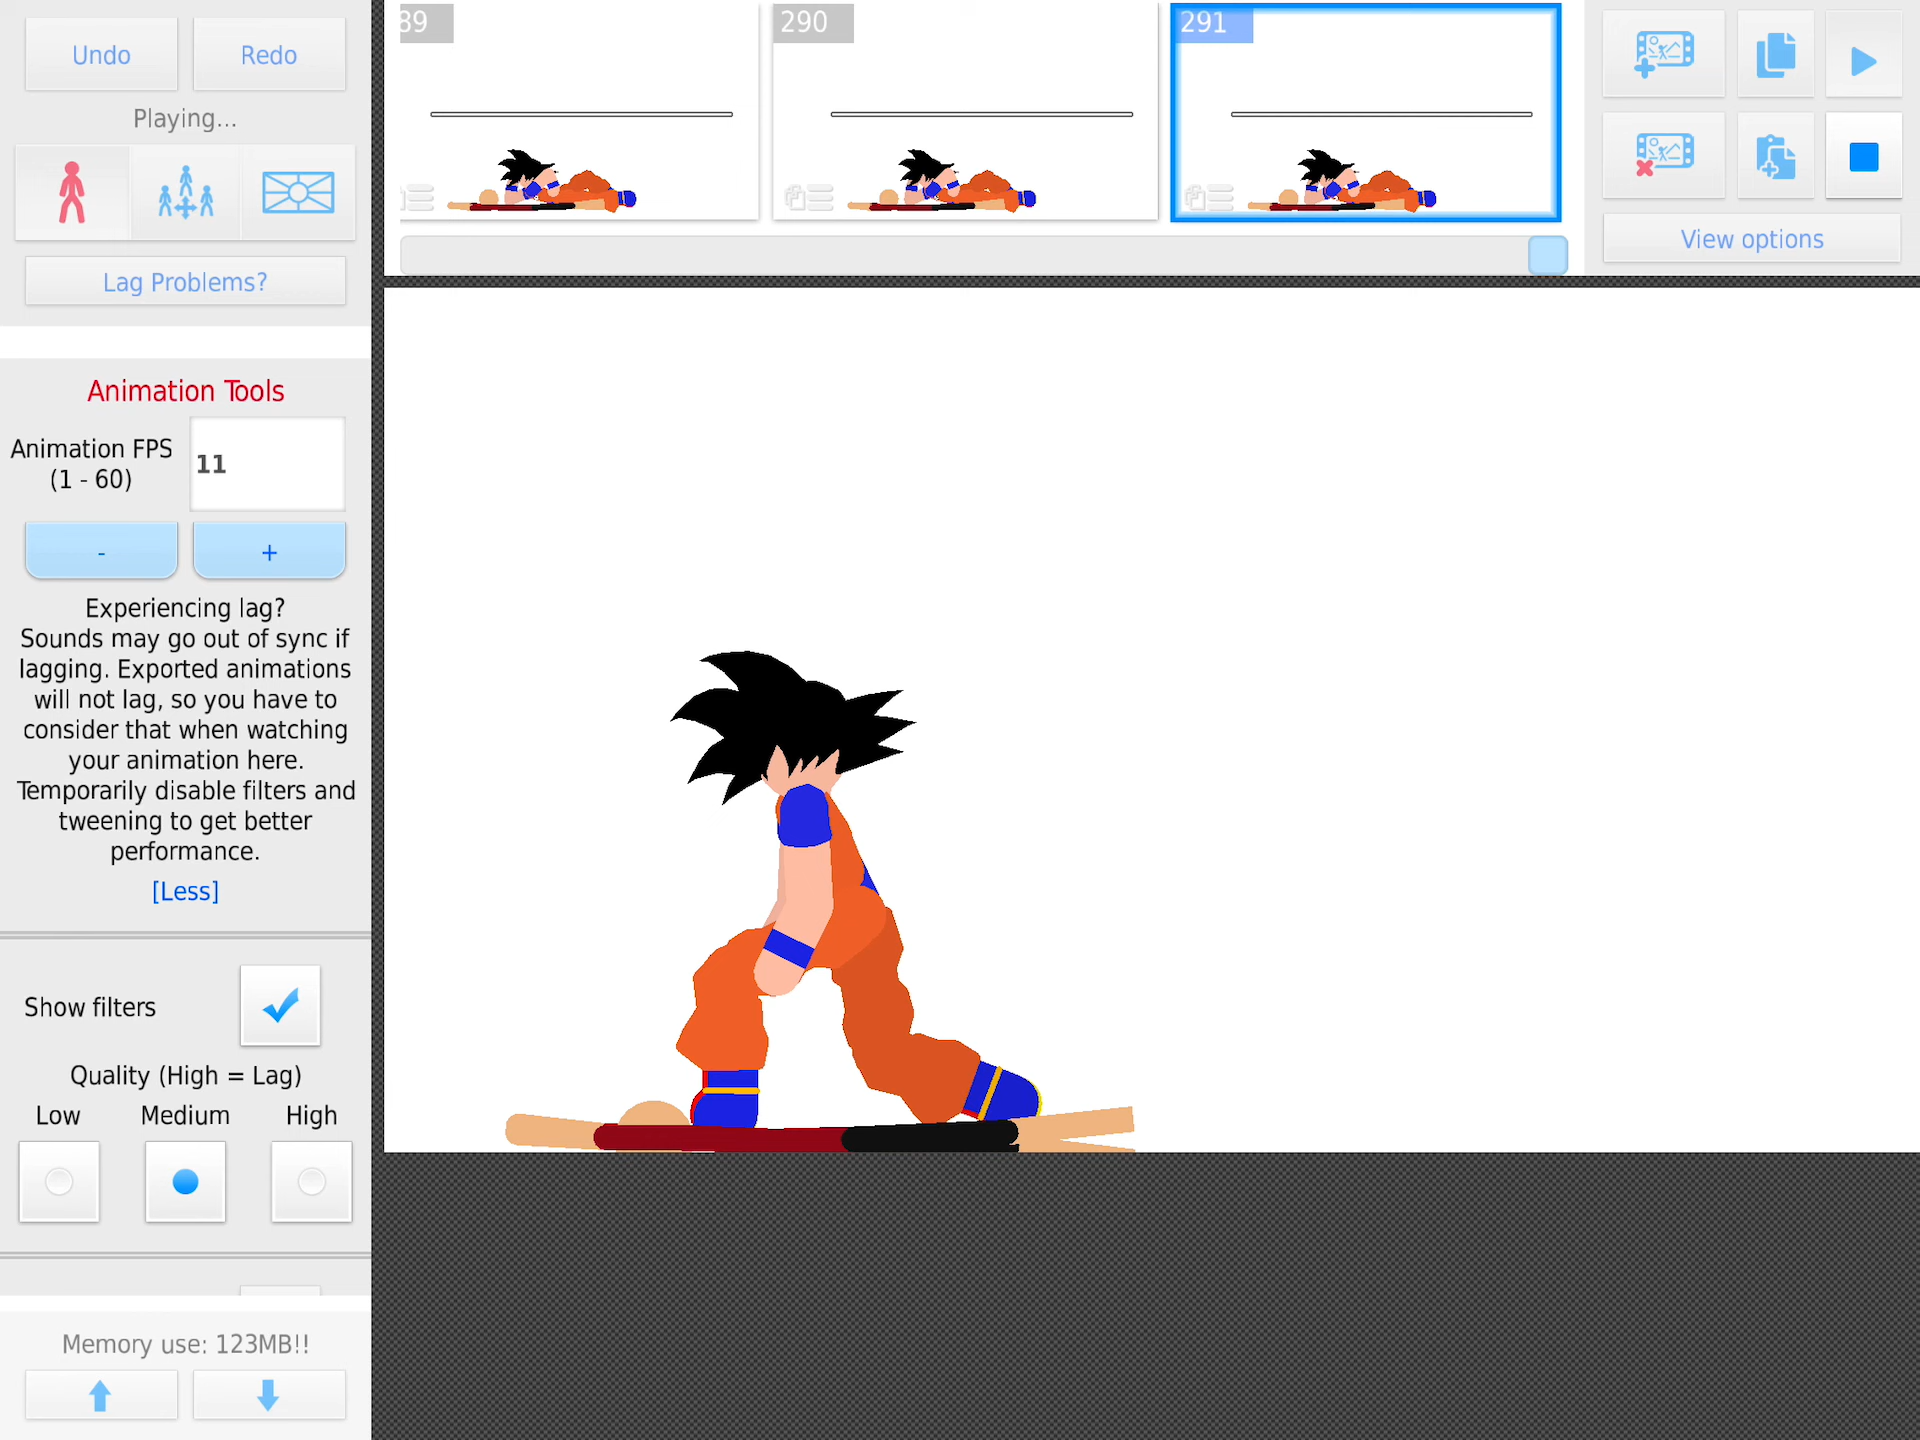 Undo
Redo
Playing...
Lag Problems?
89
290
291
View options
Animation Tools
Animation FPS
(1 - 60)
11
-
+
Experiencing lag?
Sounds may go out of sync if
lagging. Exported animations
will not lag, so you have to
consider that when watching
your animation here.
Temporarily disable filters and
tweening to get better
performance.
[Less]
Show filters
Quality (High = Lag)
Low
Medium
High
Memory use: 123MB!!